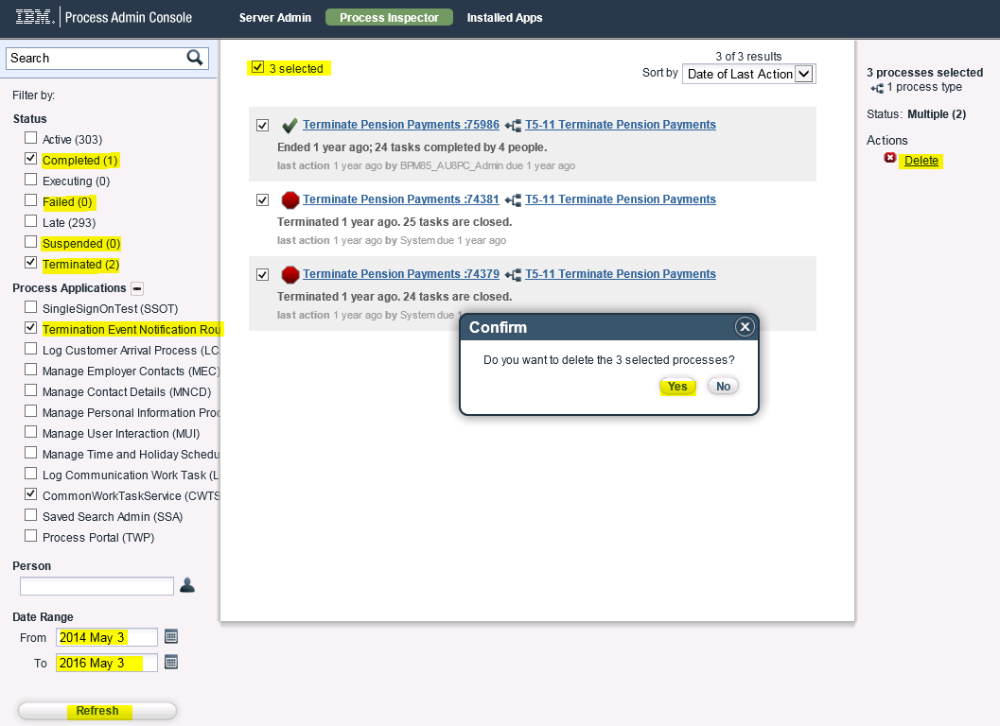 IBM. Process Admin Console Server Admin Process Inspector Installed Apps
Search
Filter by:
Status
Active (303)
Completed (1)
Executing (0)
Failed (0)
Late (293)
Suspended (0)
Terminated (2)
Process Applications
SingleSignOnTest (SSOT)
Termination Event Notification Rou
Log Customer Arrival Process (LC
Manage Employer Contacts (MEC)
Manage Contact Details (MNCD)
Manage Personal Information Proc
Manage User Interaction (MUI)
Manage Time and Holiday Schedu
Log Communication Work Task (L
CommonWorkTaskService (CWTS
Saved Search Admin (SSA)
Process Portal (TWP)
Person
Date Range
From 2014 May 3
To 2016 May 3
Refresh
3 selected
3 of 3 results
Sort by Date of Last Action
Terminate Pension Payments :75986 T5-11 Terminate Pension Payments
Ended 1 year ago; 24 tasks completed by 4 people.
last action 1 year ago by BPM85_AU8PC_Admin due 1 year ago
Terminate Pension Payments :74381 T5-11 Terminate Pension Payments
Terminated 1 year ago. 25 tasks are closed.
last action 1 year ago by System due 1 year ago
Terminate Pension Payments :74379 T5-11 Terminate Pension Payments
Terminated 1 year ago. 24 tasks are closed.
last action 1 year ago by System due 1
Confirm
Do you want to delete the 3 selected processes?
Yes No
3 processes selected
1 process type
Status: Multiple (2)
Actions
Delete